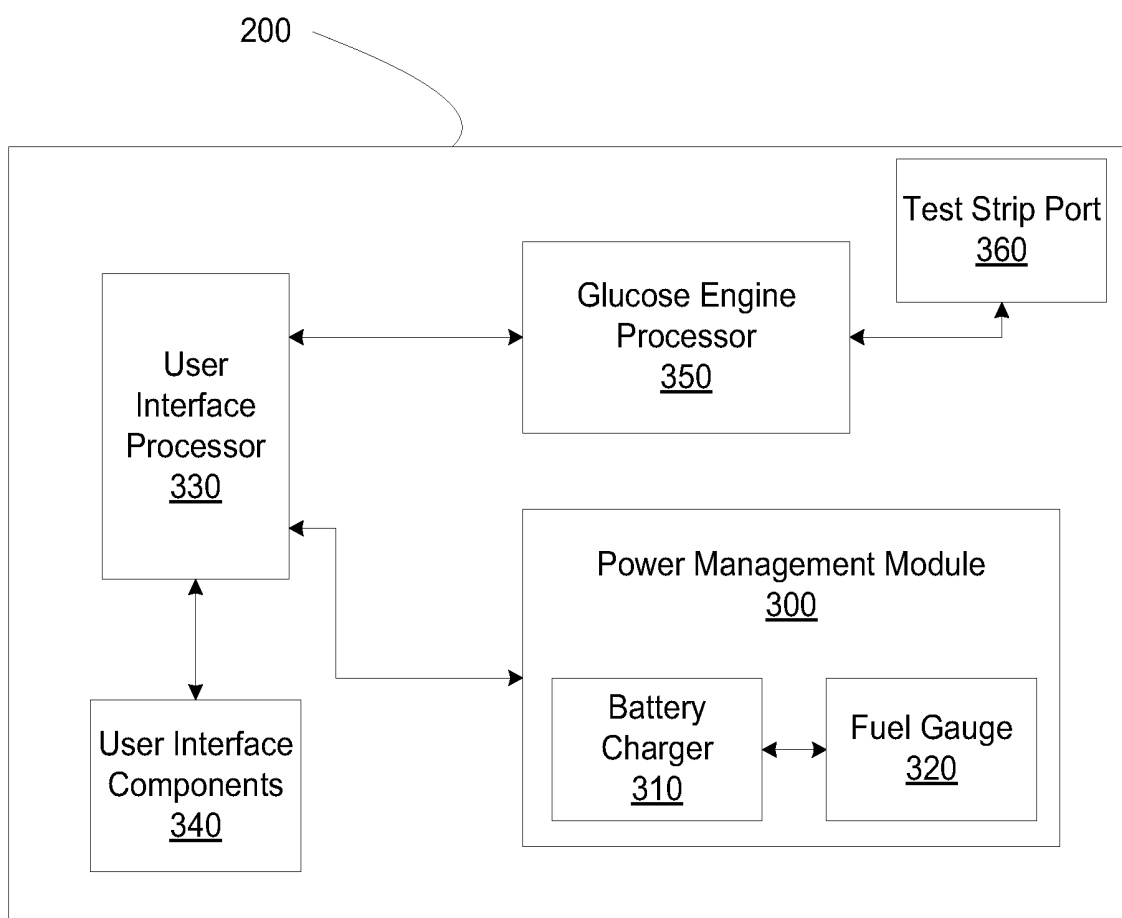 200
Test Strip Port
360
Glucose Engine
Processor
350
User
Interface
Processor
330
Power Management Module
300
Battery
Charger
310
Fuel Gauge
320
User Interface
Components
340